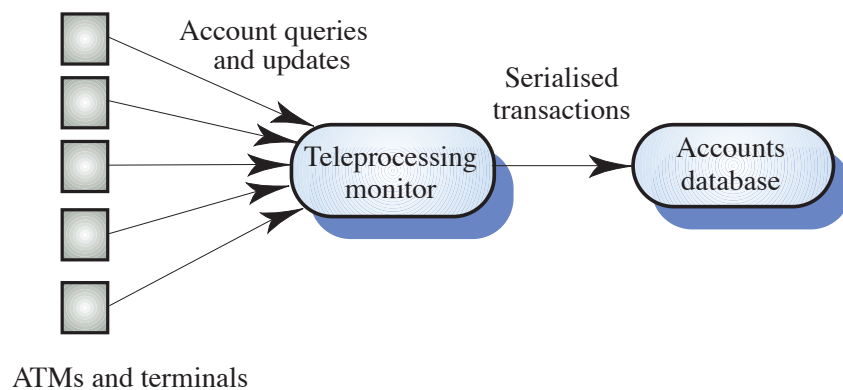 Account queries
and updates
Serialised
transactions
Teleprocessing
monitor
Accounts
database
ATMs and terminals